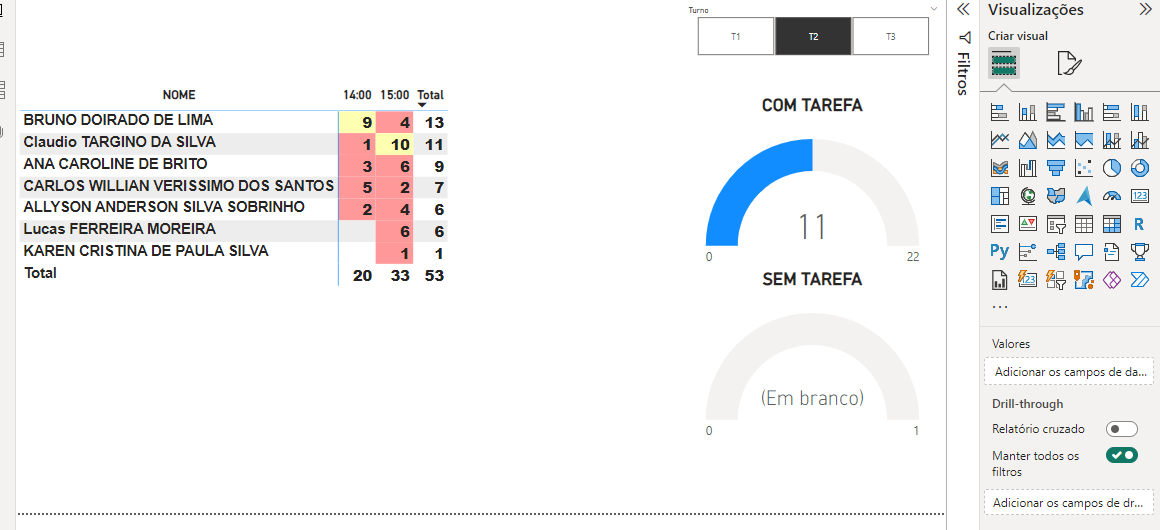 Turno
T1 T2 T3
NOME 14:00 15:00 Total
BRUNO DOIRADO DE LIMA 9 4 13
Claudio TARGINO DA SILVA 1 10 11
ANA CAROLINE DE BRITO 3 6 9
CARLOS WILLIAN VERISSIMO DOS SANTOS 5 2 7
ALLYSON ANDERSON SILVA SOBRINHO 2 4 6
Lucas FERREIRA MOREIRA 6 6
KAREN CRISTINA DE PAULA SILVA 1 1
Total 20 33 53
COM TAREFA
11
0 22
SEM TAREFA
(Em branco)
0 1
Filtros
Visualizações
Criar visual
123
R
Py
123
...
Valores
Adicionar os campos de da...
Drill-through
Relatório cruzado
Manter todos os
filtros
Adicionar os campos de dr...